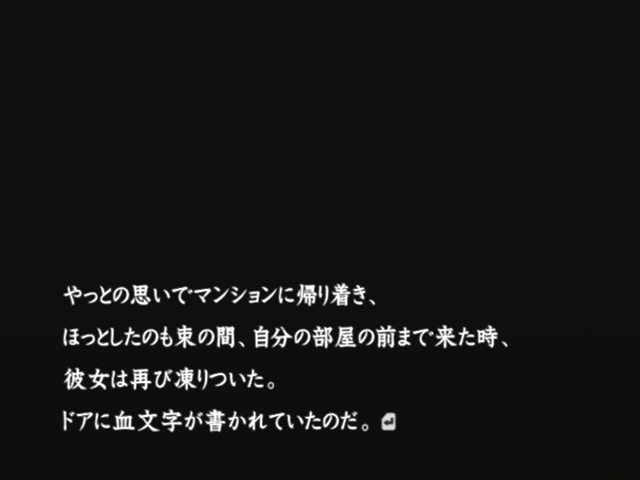 やっとの思いでマンションに帰り着き、
ほっとしたのも束の間、自分の部屋の前まで来た時、
彼女は再び凍りついた。
ドアに血文字が書かれていたのだ。